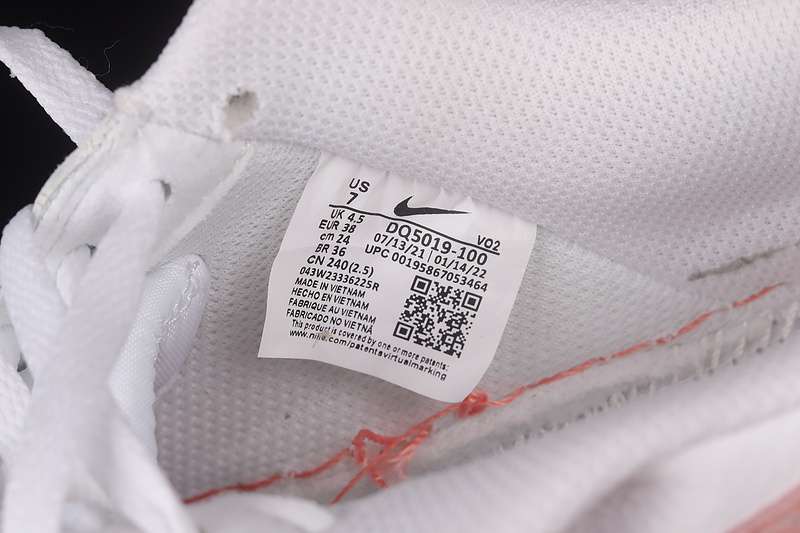 US
7
UK 4.5
EUR 38
cm 24
BR 36
CN 240(2.5)
DQ5019-100 VO2
07/13/21 | 01/14/22
UPC 00195867053464
043W23336225R
MADE IN VIETNAM
HECHO EN VIETNAM
FABRIQUE AU VIETNAM
FABRICADO NO VIETNÃ
This product is covered by one or more patents:
www.nike.com/patentsvirtualmarking